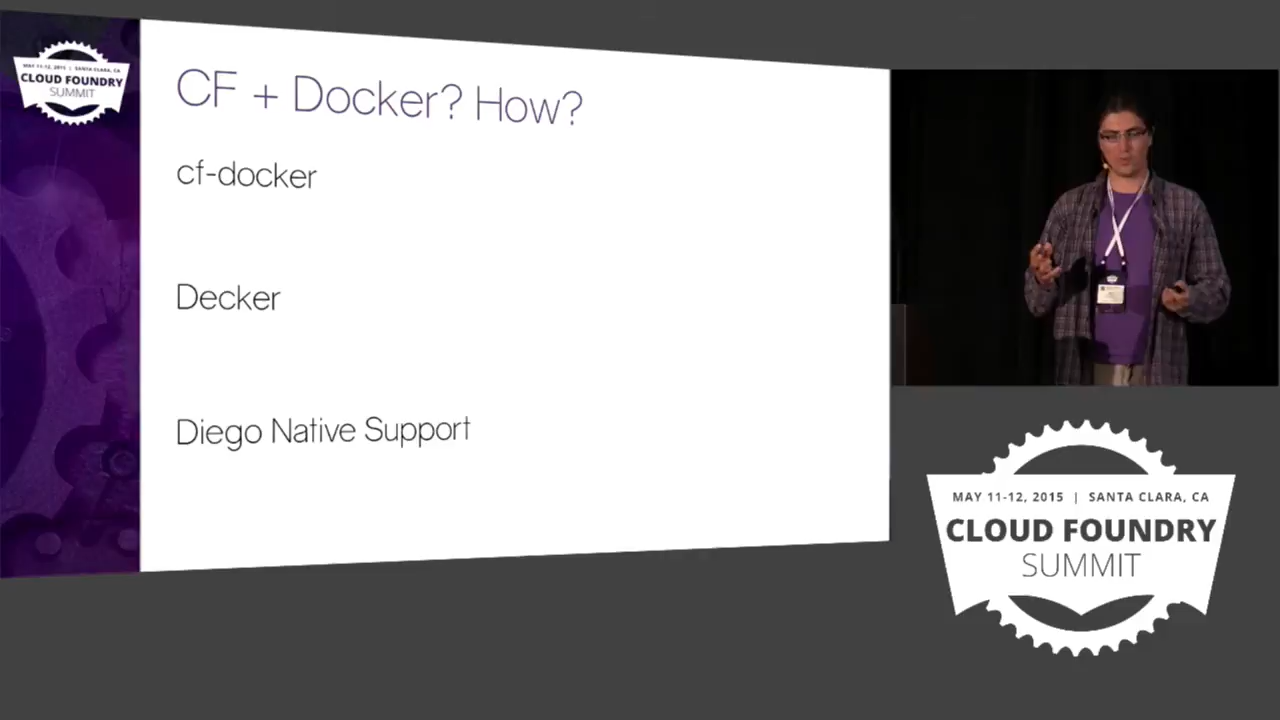 MAY 11-12, 2015 | SANTA CLARA, CA
CLOUD FOUNDRY
SUMMIT
CF + Docker? How?
cf-docker
Decker
Diego Native Support
MAY 11-12, 2015 | SANTA CLARA, CA
CLOUD FOUNDRY
SUMMIT